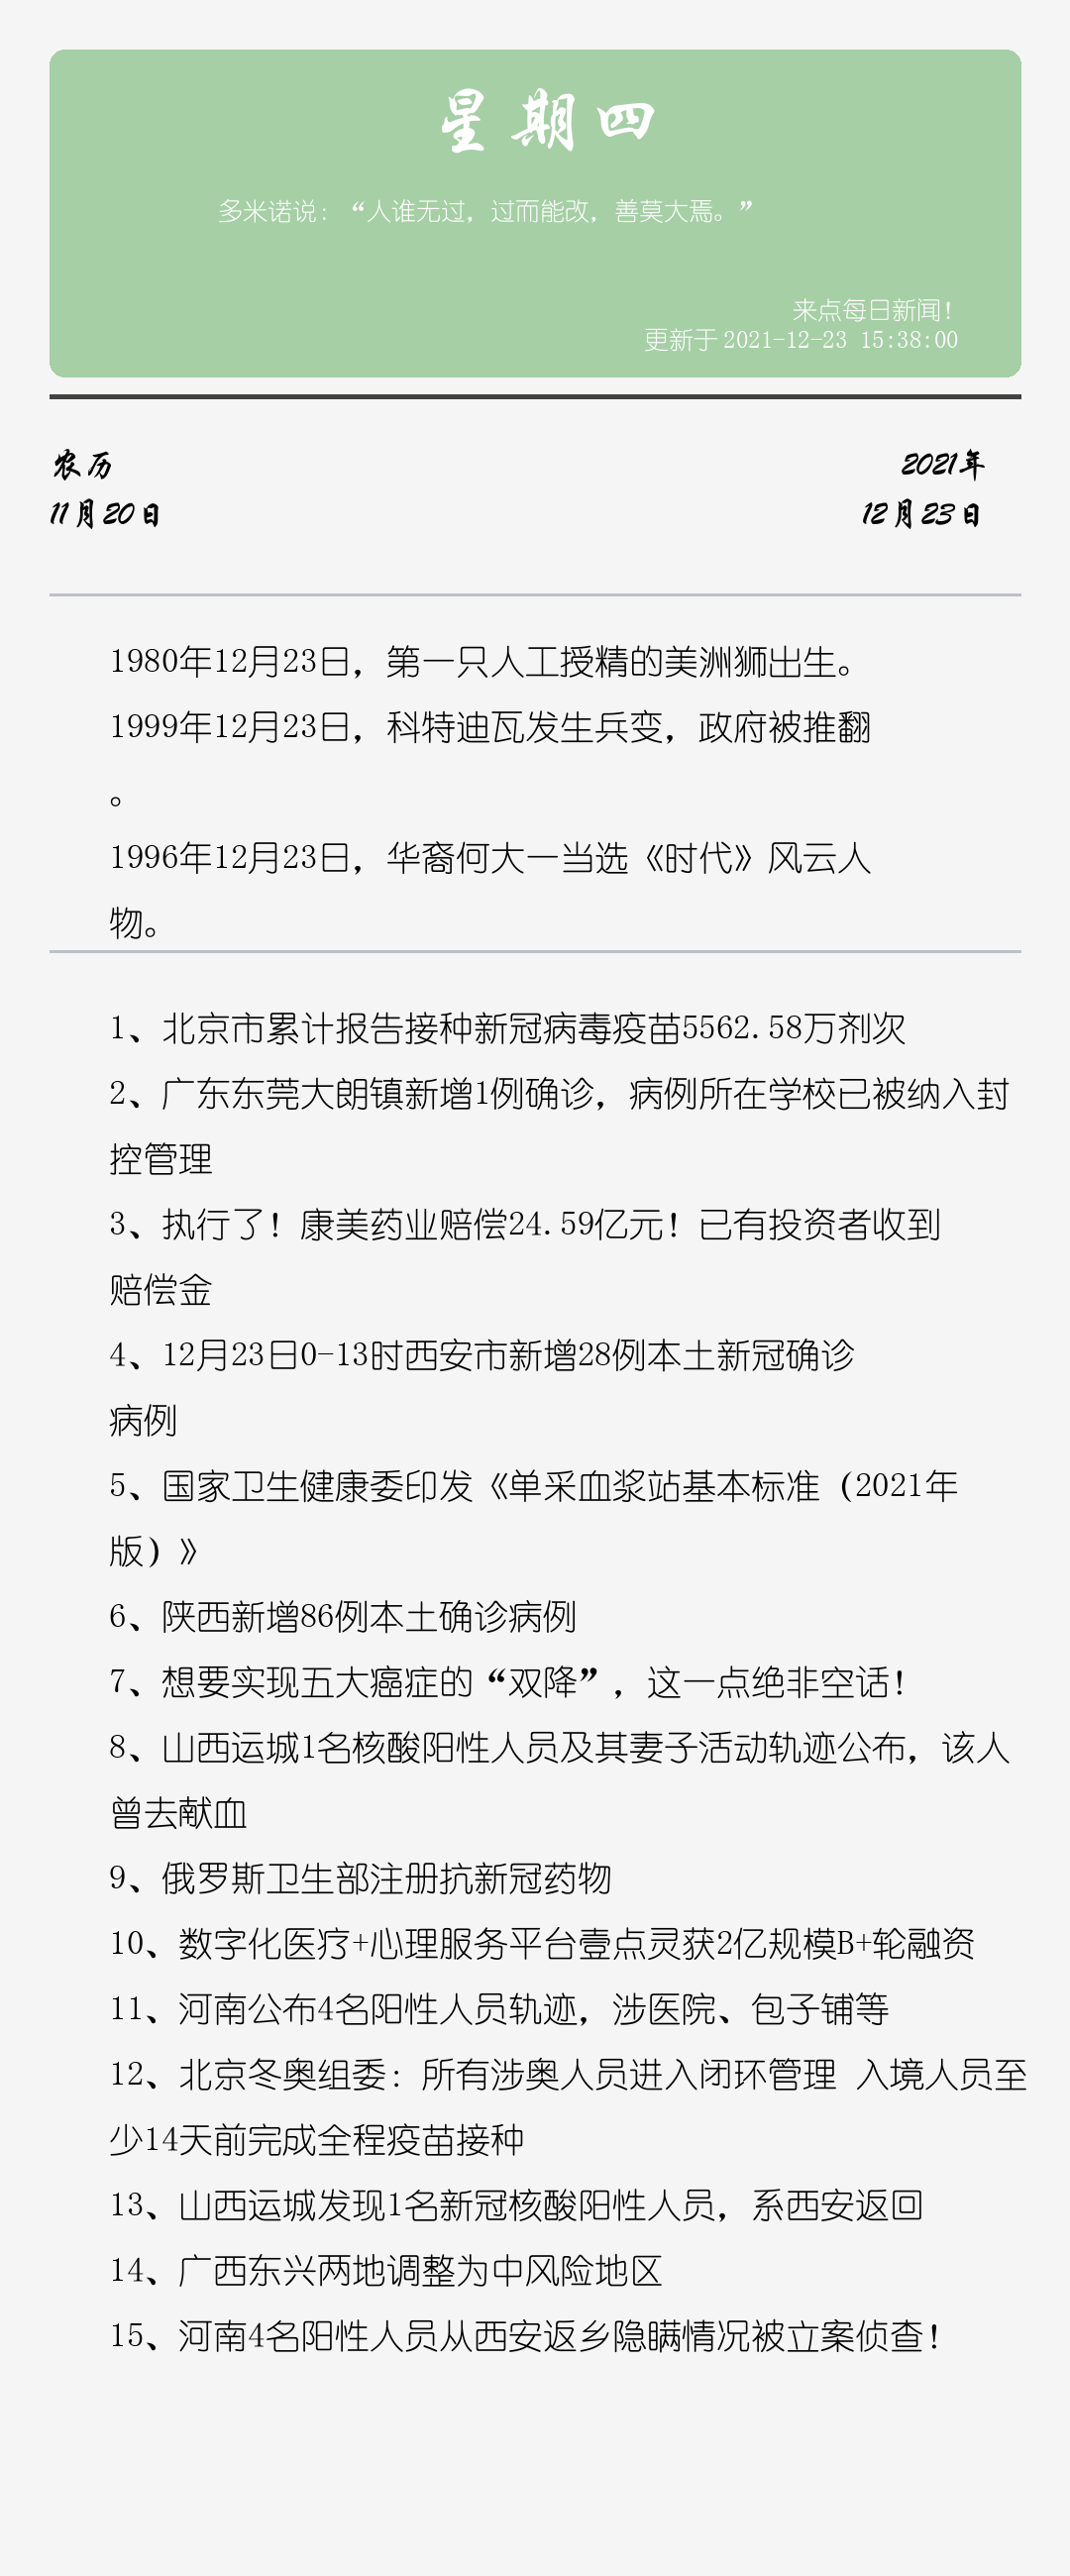 星期四
多米诺说：“人谁无过，过而能改，善莫大焉。”
来点每日新闻！
更新于 2021-12-23 15:38:00
农历
2021年
11月20日
12月23日
1980年12月23日，第一只人工授精的美洲狮出生。
1999年12月23日，科特迪瓦发生兵变，政府被推翻
。
1996年12月23日，华裔何大一当选《时代》风云人
物。
1、北京市累计报告接种新冠病毒疫苗5562.58万剂次
2、广东东莞大朗镇新增1例确诊，病例所在学校已被纳入封
控管理
3、执行了！康美药业赔偿24.59亿元！已有投资者收到
赔偿金
4、12月23日0-13时西安市新增28例本土新冠确诊
病例
5、国家卫生健康委印发《单采血浆站基本标准（2021年
版）》
6、陕西新增86例本土确诊病例
7、想要实现五大癌症的“双降”，这一点绝非空话！
8、山西运城1名核酸阳性人员及其妻子活动轨迹公布，该人
曾去献血
9、俄罗斯卫生部注册抗新冠药物
10、数字化医疗+心理服务平台壹点灵获2亿规模B+轮融资
11、河南公布4名阳性人员轨迹，涉医院、包子铺等
12、北京冬奥组委：所有涉奥人员进入闭环管理 入境人员至
少14天前完成全程疫苗接种
13、山西运城发现1名新冠核酸阳性人员，系西安返回
14、广西东兴两地调整为中风险地区
15、河南4名阳性人员从西安返乡隐瞒情况被立案侦查！